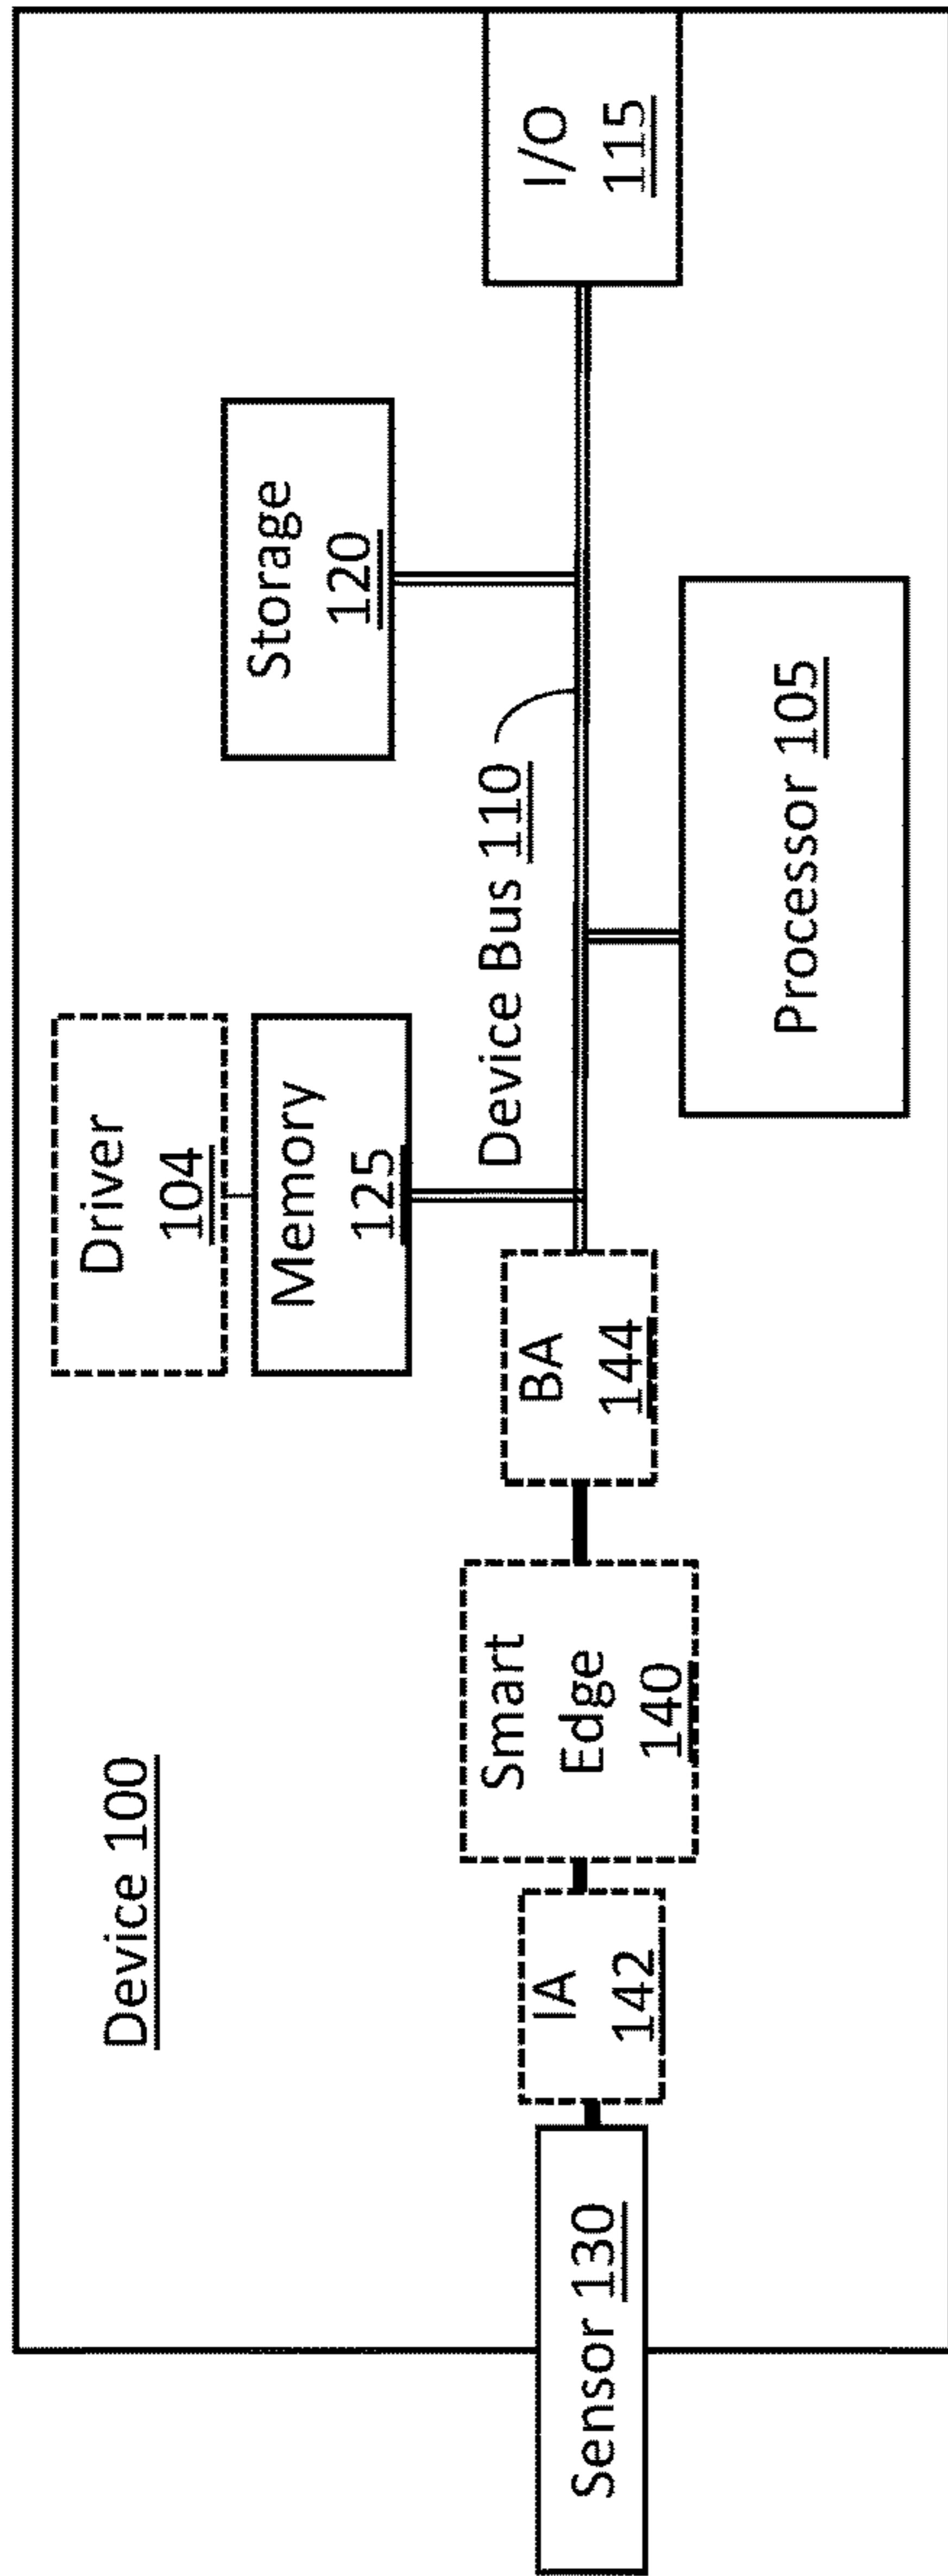 Device 100
Driver
104
Memory
125
Storage
120
Device Bus 110
Sensor 130
IA
142
Smart
Edge
140
BA
144
I/O
115
Processor 105